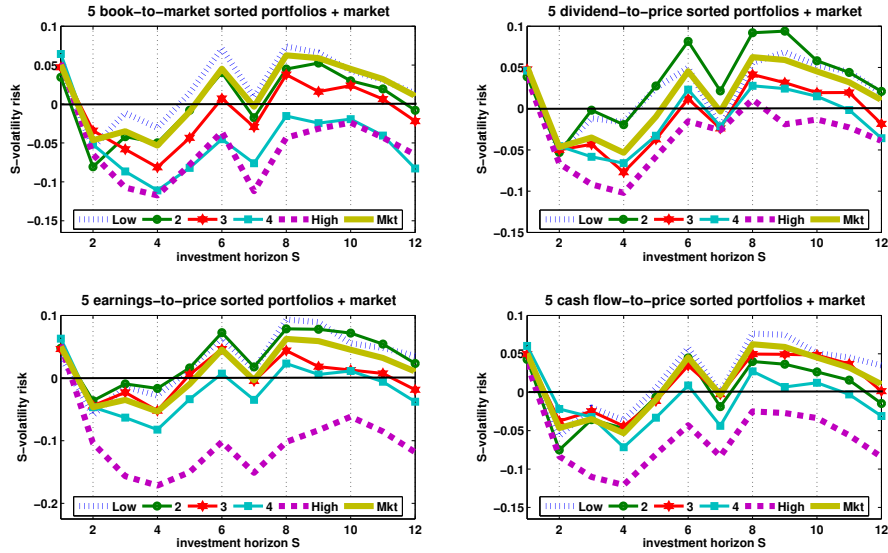 5 book−to−market sorted portfolios + market
S−volatility risk
0.1
0.05
0
−0.05
−0.1
−0.15
Low 2 3 4 High Mkt
2 4 6 8 10 12
investment horizon S
5 dividend−to−price sorted portfolios + market
S−volatility risk
0.1
0.05
0
−0.05
−0.1
−0.15
Low 2 3 4 High Mkt
2 4 6 8 10 12
investment horizon S
5 earnings−to−price sorted portfolios + market
S−volatility risk
0.1
0
−0.1
−0.2
Low 2 3 4 High Mkt
2 4 6 8 10 12
investment horizon S
5 cash flow−to−price sorted portfolios + market
S−volatility risk
0.1
0.05
0
−0.05
−0.1
−0.15
Low 2 3 4 High Mkt
2 4 6 8 10 12
investment horizon S